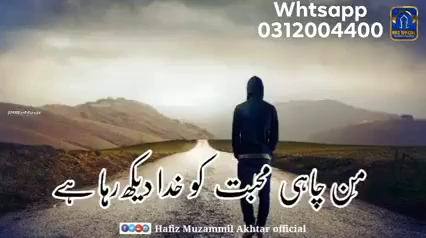 Whtsapp
0312004400
من چاہی محبت کو خدا دیکھ رہا ہے
Hafiz Muzammil Akhtar official